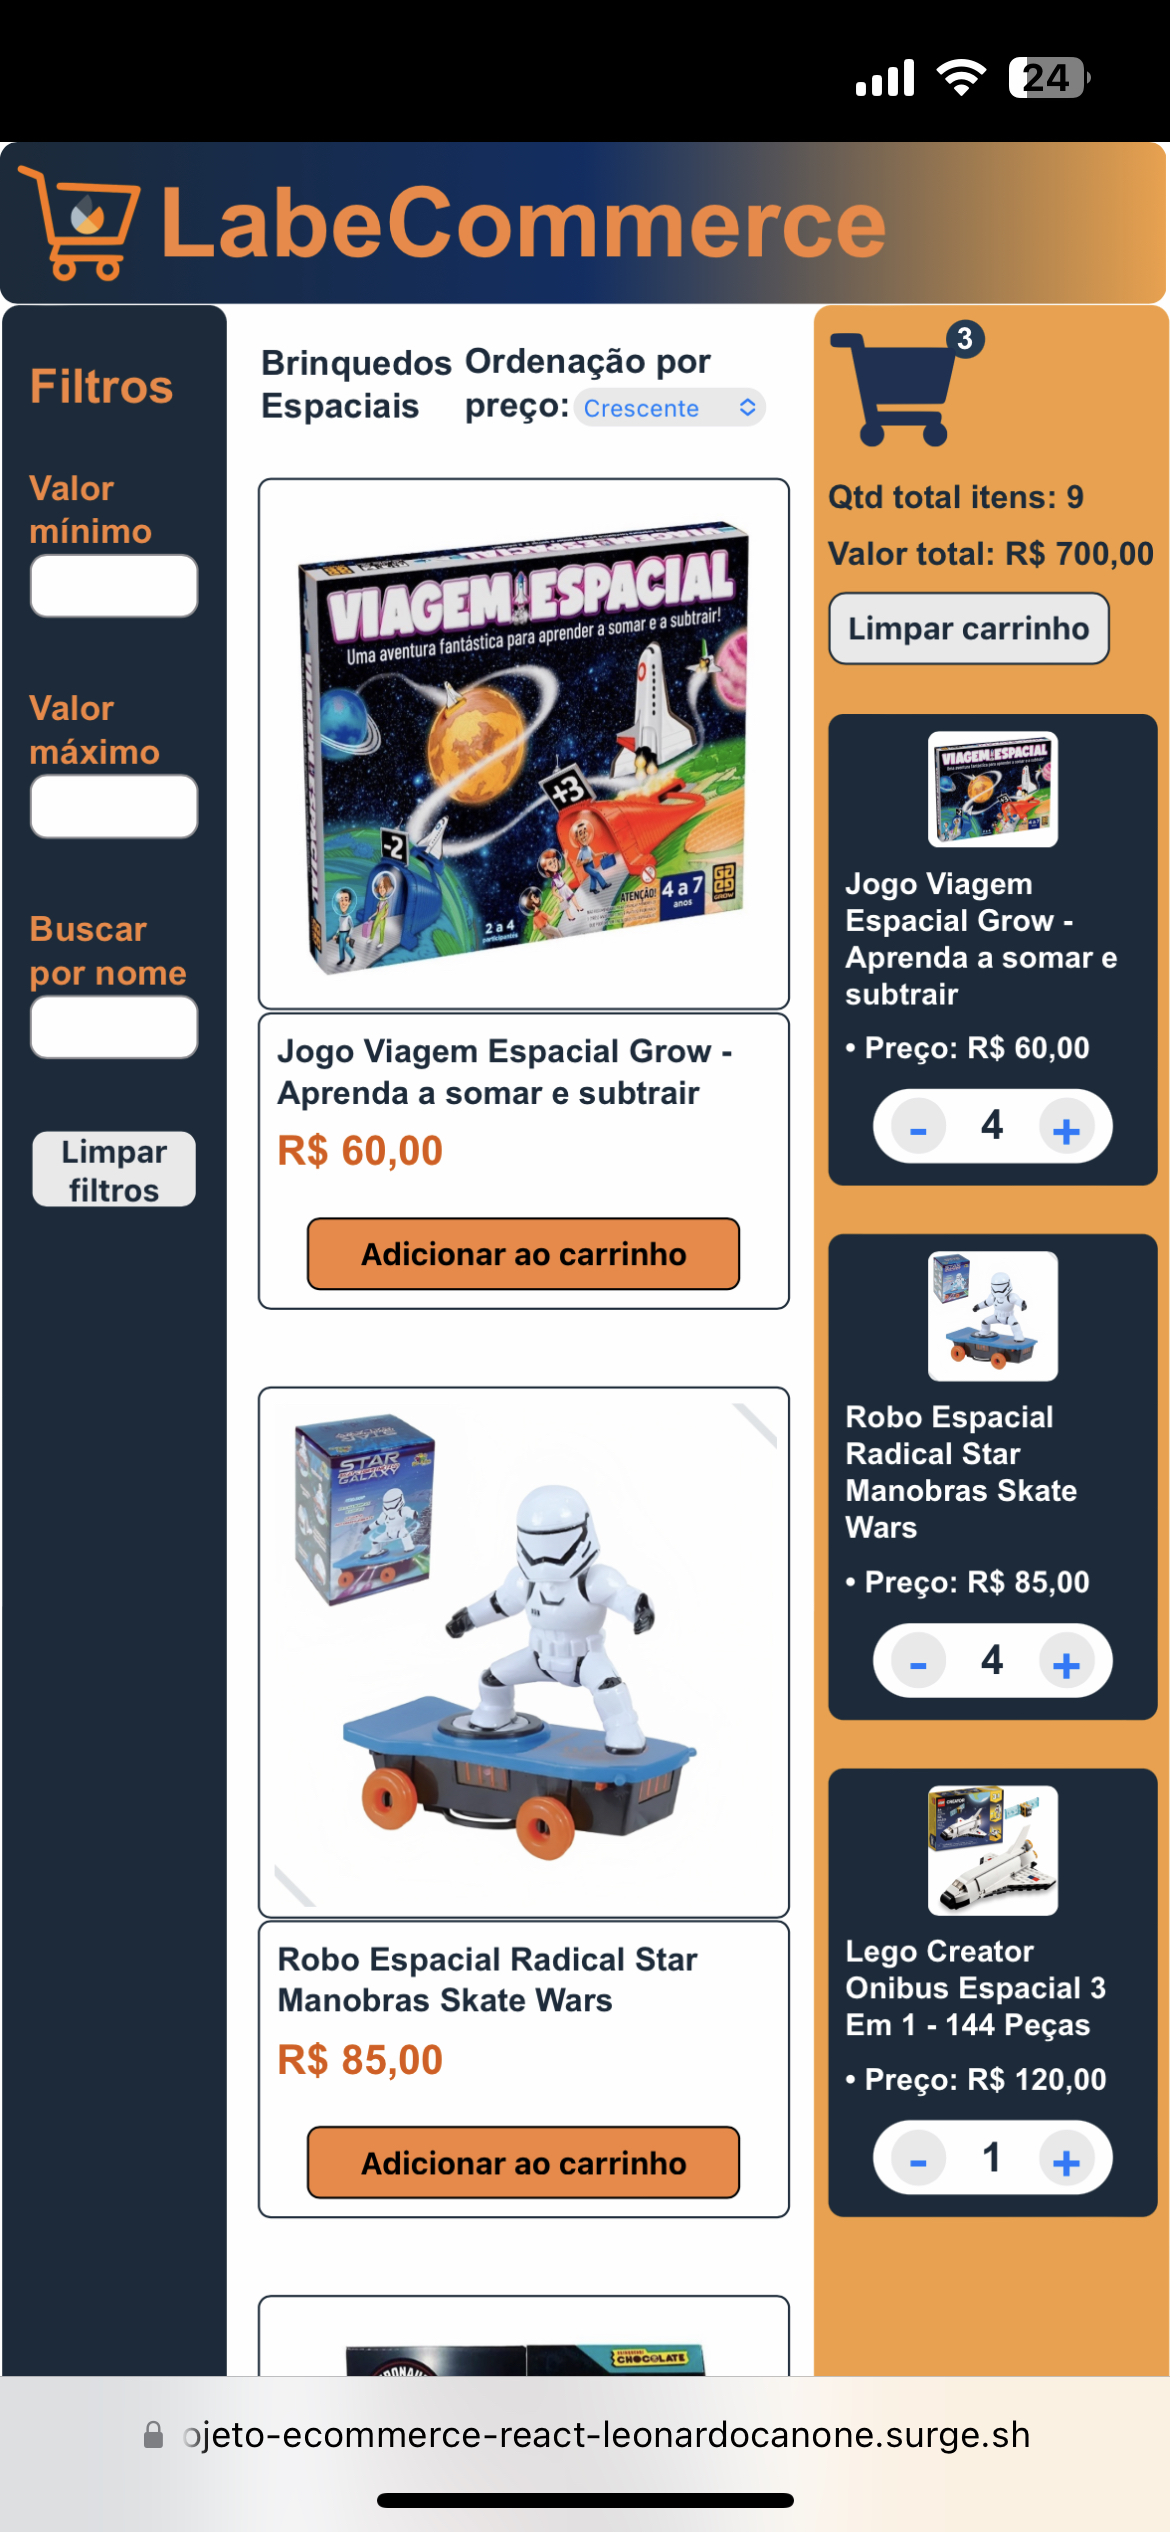 24
LabeCommerce
Filtros
Valor
mínimo
Valor
máximo
Buscar
por nome
Limpar
filtros
Brinquedos
Espaciais
Ordenação por
preço: Crescente
VIAGEM ESPACIAL
Uma aventura fantástica para aprender a somar e a subtrair!
+3
-2
ATENÇÃO!
4 a 7
anos
2 a 4
participantes
GROW
Jogo Viagem Espacial Grow -
Aprenda a somar e subtrair
R$ 60,00
Adicionar ao carrinho
STAR
GALAXY
Robo Espacial Radical Star
Manobras Skate Wars
R$ 85,00
Adicionar ao carrinho
CHOCOLATE
3
Qtd total itens: 9
Valor total: R$ 700,00
Limpar carrinho
VIAGEM ESPACIAL
Jogo Viagem
Espacial Grow -
Aprenda a somar e
subtrair
• Preço: R$ 60,00
- 4 +
Robo Espacial
Radical Star
Manobras Skate
Wars
• Preço: R$ 85,00
- 4 +
Lego Creator
Onibus Espacial 3
Em 1 - 144 Peças
• Preço: R$ 120,00
- 1 +
ojeto-ecommerce-react-leonardocanone.surge.sh